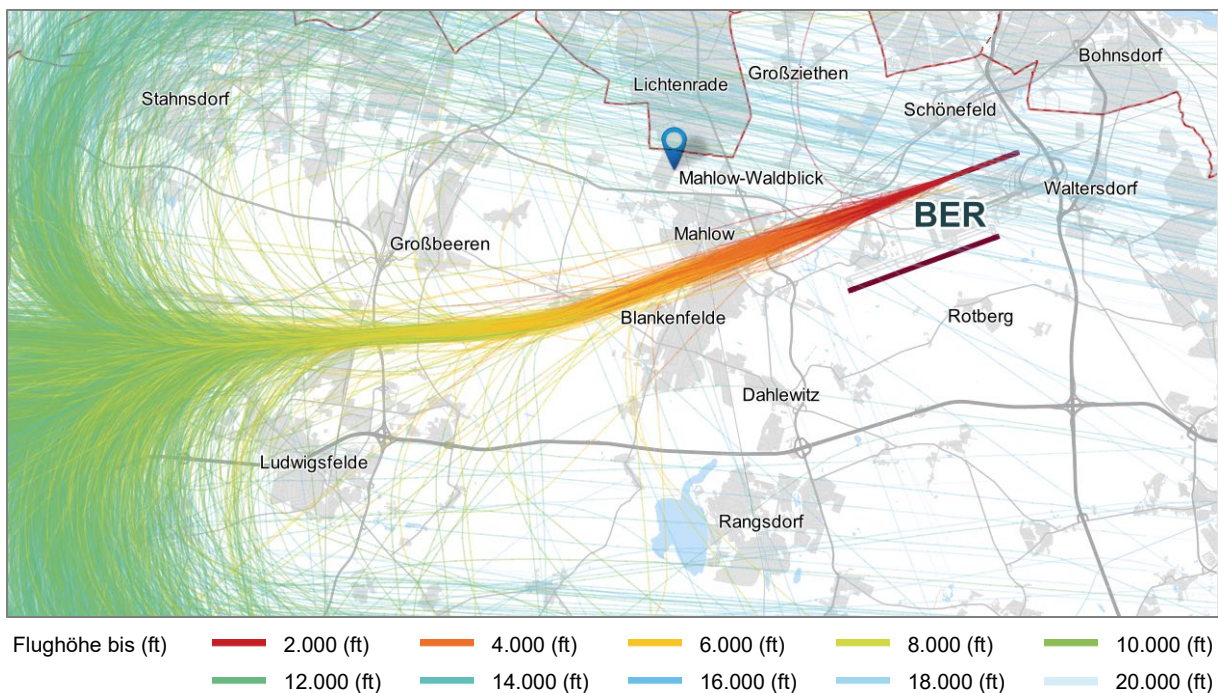 Bohnsdorf
Großziethen
Lichtenrade
Stahnsdorf
Schönefeld
Mahlow-Waldblick
Waltersdorf
BER
Mahlow
Großbeeren
Blankenfelde
Rotberg
Dahlewitz
Ludwigsfelde
Rangsdorf
Flughöhe bis (ft) 2.000 (ft) 4.000 (ft) 6.000 (ft) 8.000 (ft) 10.000 (ft)
12.000 (ft) 14.000 (ft) 16.000 (ft) 18.000 (ft) 20.000 (ft)